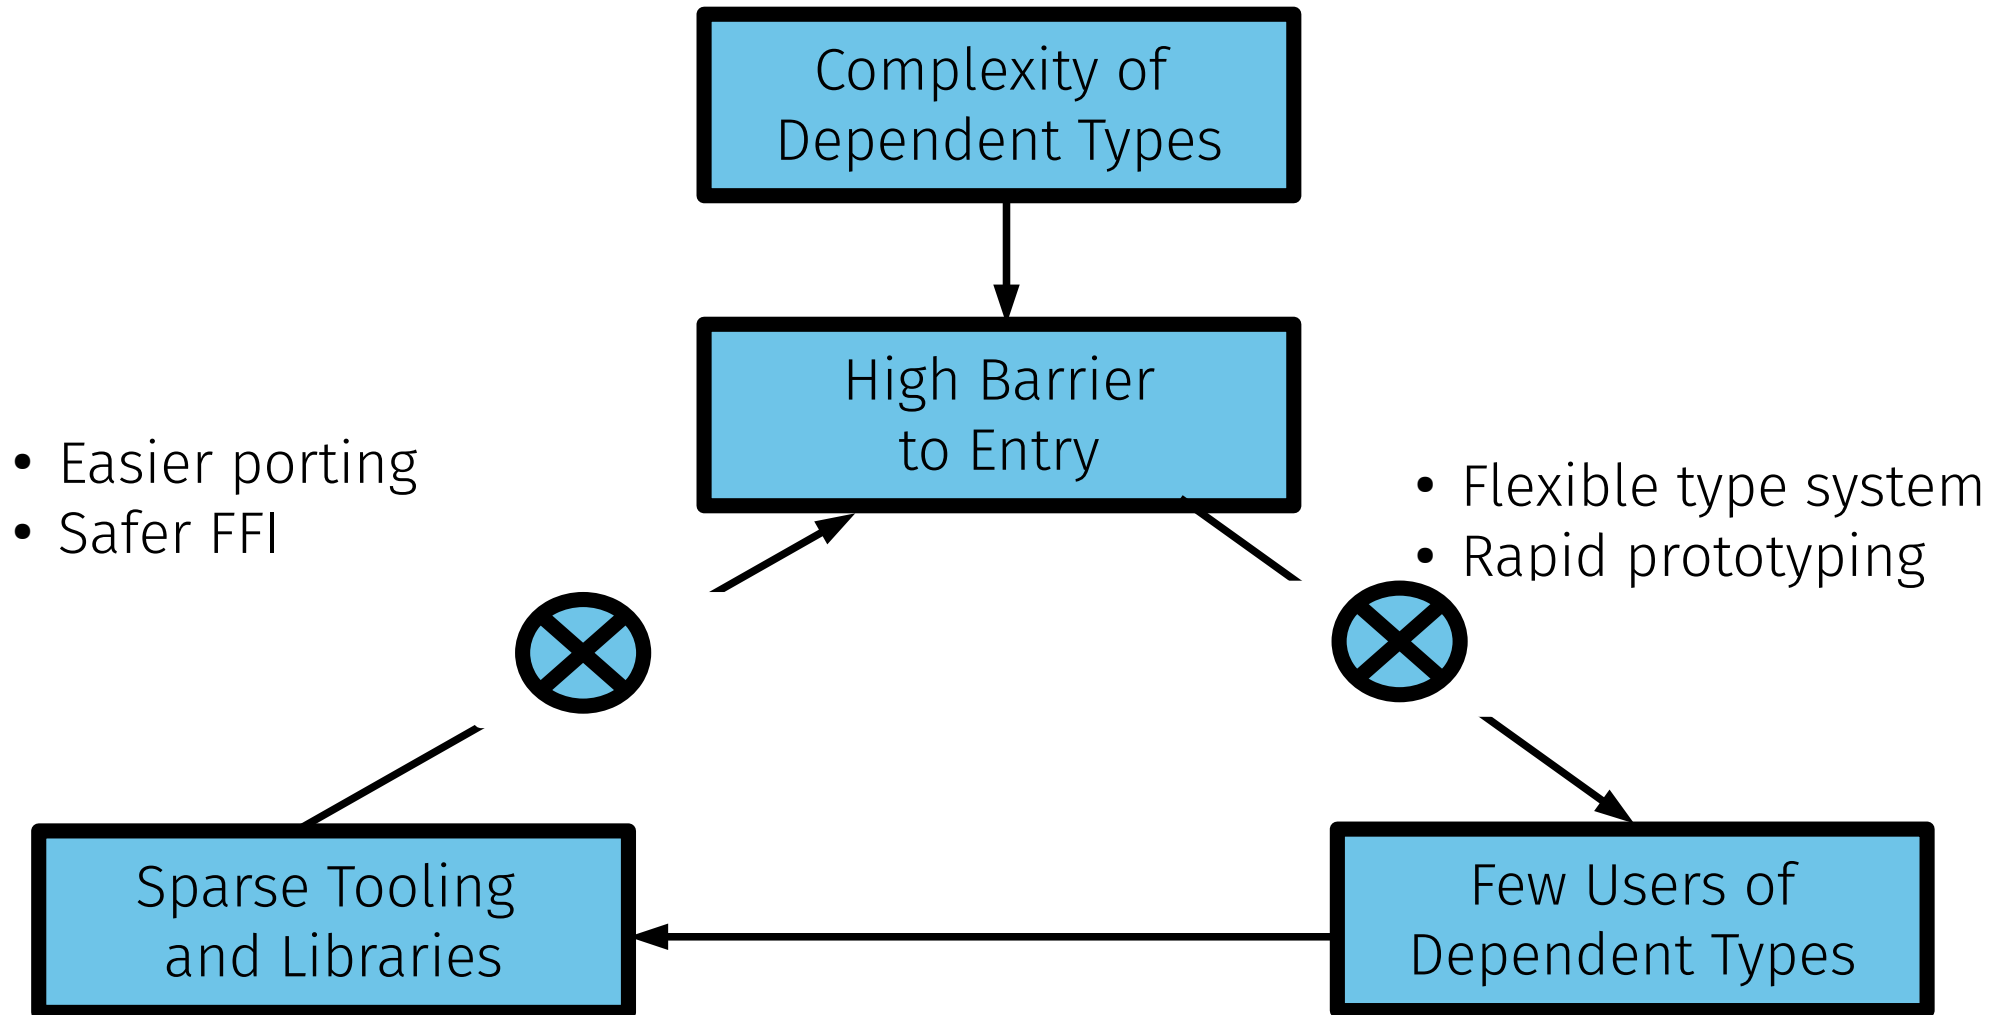 Complexity of
Dependent Types
High Barrier
to Entry
• Easier porting
• Safer FFI
• Flexible type system
• Rapid prototyping
Sparse Tooling
and Libraries
Few Users of
Dependent Types